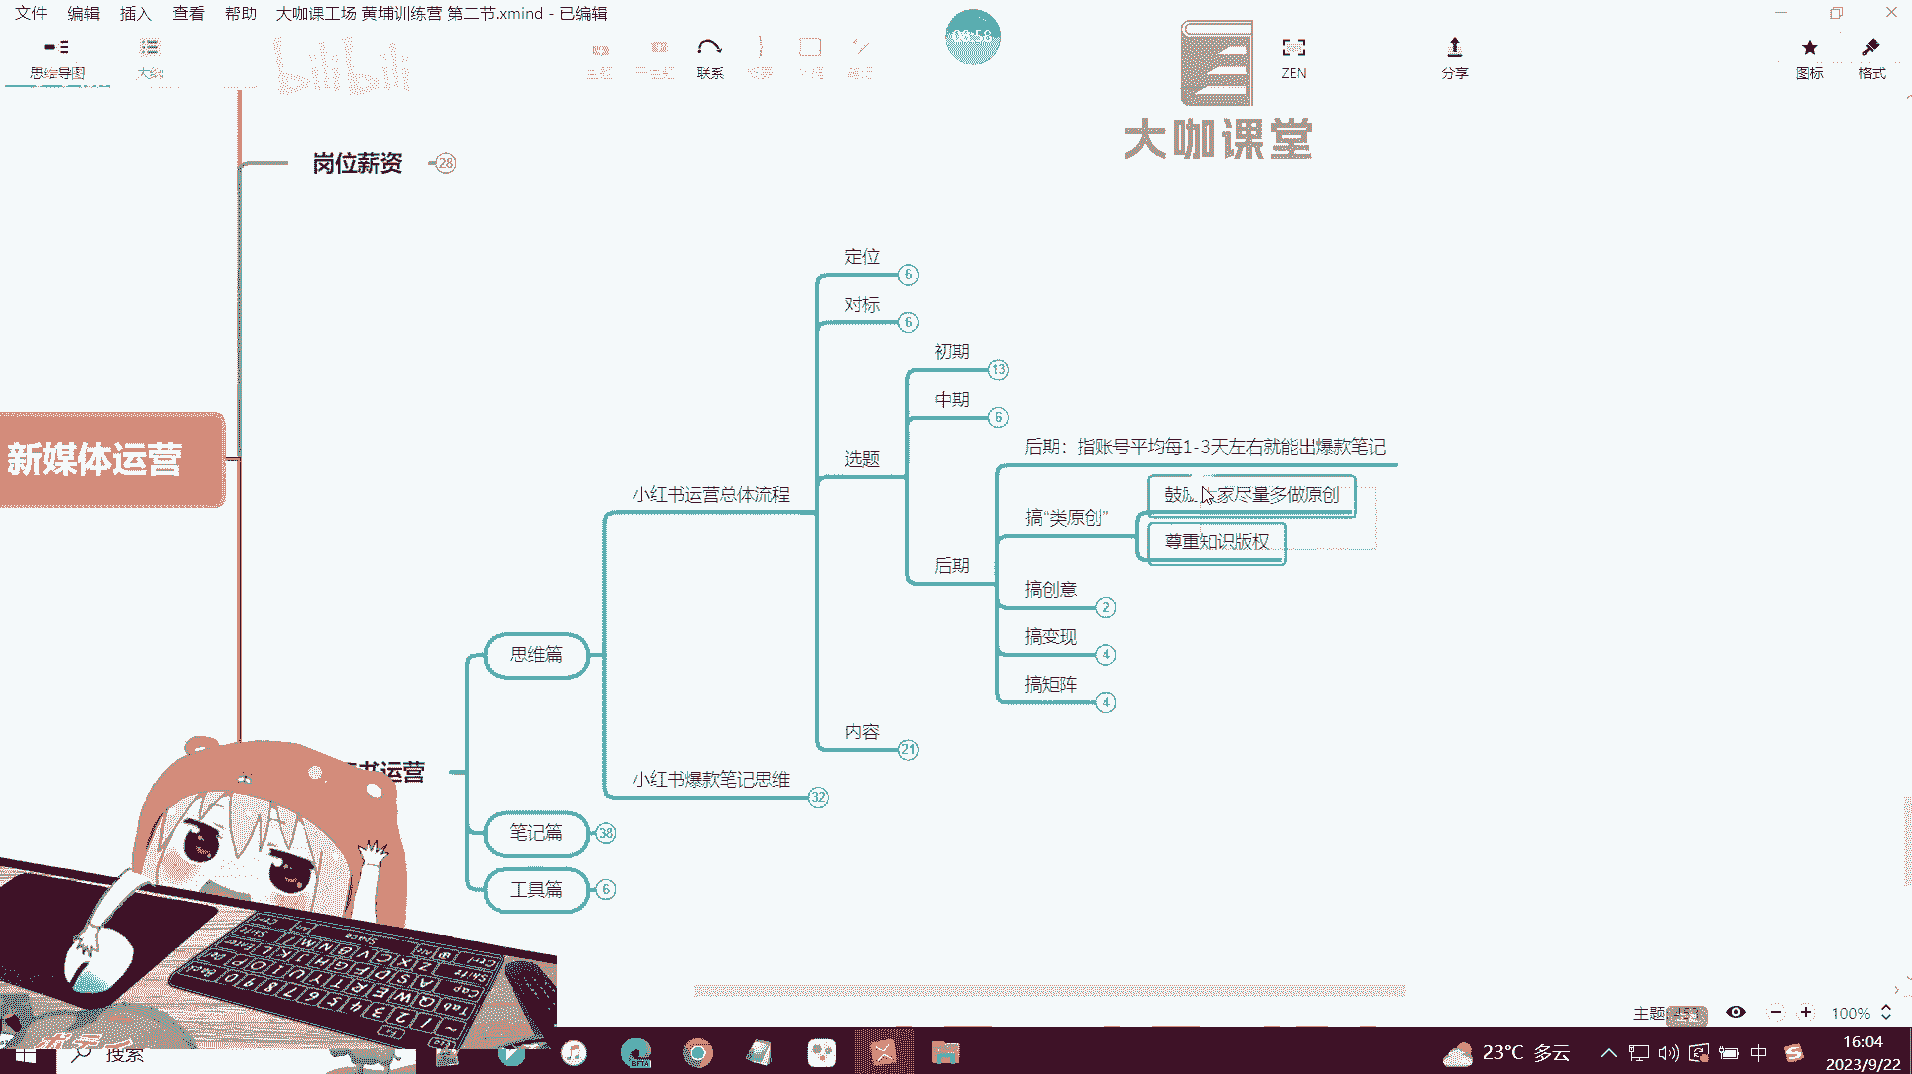 文件 编辑 插入 查看 帮助 大咖课工场 黄埔训练营 第二节.xmind - 已编辑
思维导图 大纲 联系 ZEN 分享 图标 格式
bilibili
大咖课堂
岗位薪资 28
定位 6
对标 6
初期 13
中期 6
后期：指账号平均每1-3天左右就能出爆款笔记
选题
新媒体运营
小红书运营总体流程
大家尽量多做原创
搞“类原创”
尊重知识版权
后期
搞创意 2
搞变现 4
搞矩阵 4
思维篇
内容 21
书运营
小红书爆款笔记思维 32
笔记篇 38
工具篇 6
主题 100%
搜索
23°C 多云
中
16:04
2023/9/22